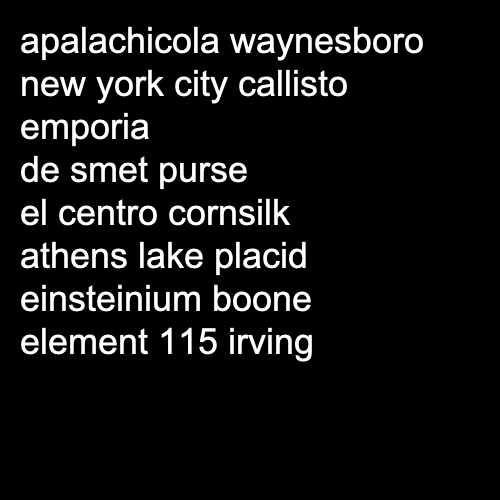 apalachicola waynesboro
new york city callisto
emporia
de smet purse
el centro cornsilk
athens lake placid
einsteinium boone
element 115 irving